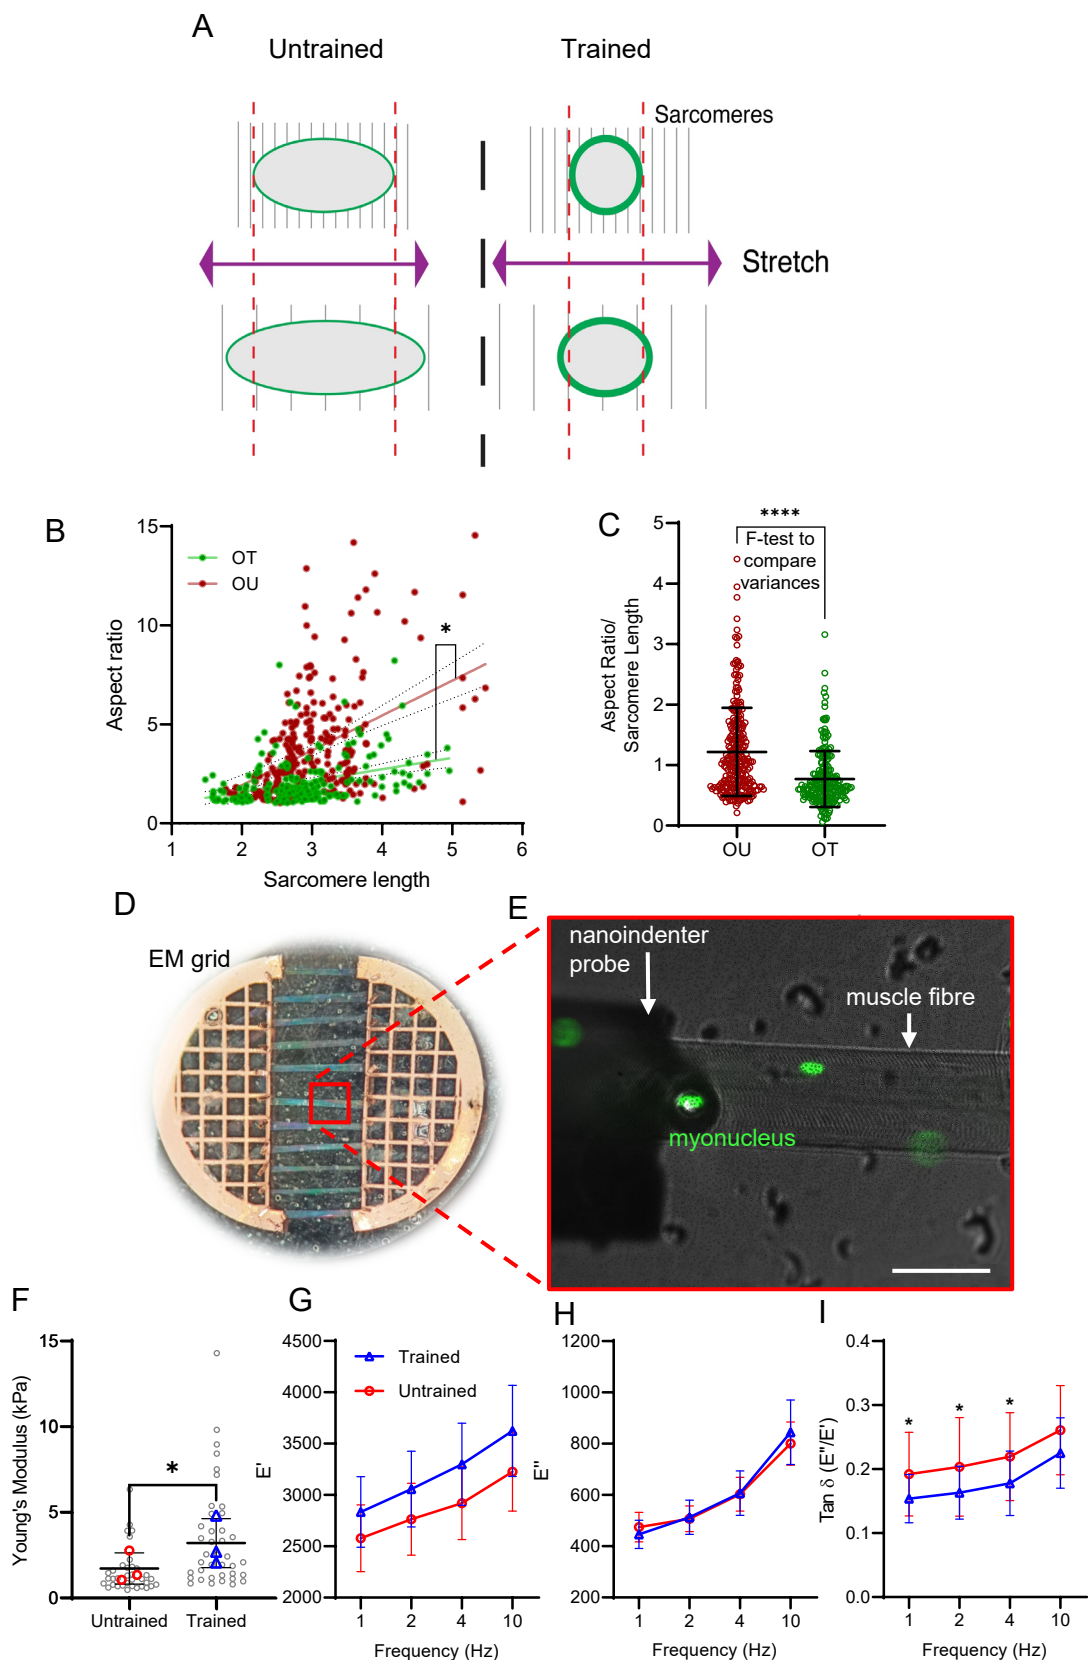 A
Untrained
Trained
Sarcomeres
Stretch
B
15
10
5
0
OT
OU
*
Aspect ratio
1 2 3 4 5 6
Sarcomere length
C
5
4
3
2
1
0
****
F-test to
compare
variances
Aspect Ratio/
Sarcomere Length
OU OT
D
EM grid
E
nanoindenter
probe
muscle fibre
myonucleus
F
15
10
5
0
*
Young's Modulus (kPa)
Untrained Trained
G
4500
4000
3500
3000
2500
2000
Trained
Untrained
E'
1 2 4 10
Frequency (Hz)
H
1200
1000
800
600
400
200
E"
1 2 4 10
Frequency (Hz)
I
0.4
0.3
0.2
0.1
0.0
* * *
Tan δ (E"/E')
1 2 4 10
Frequency (Hz)